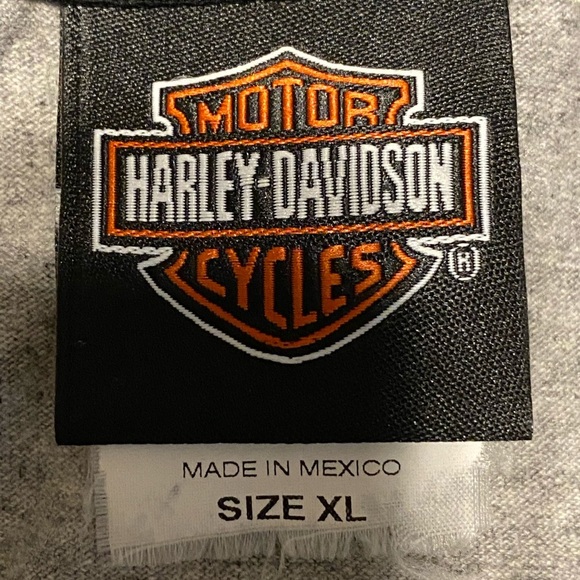 MOTOR
HARLEY-DAVIDSON
CYCLES
®
MADE IN MEXICO
SIZE XL